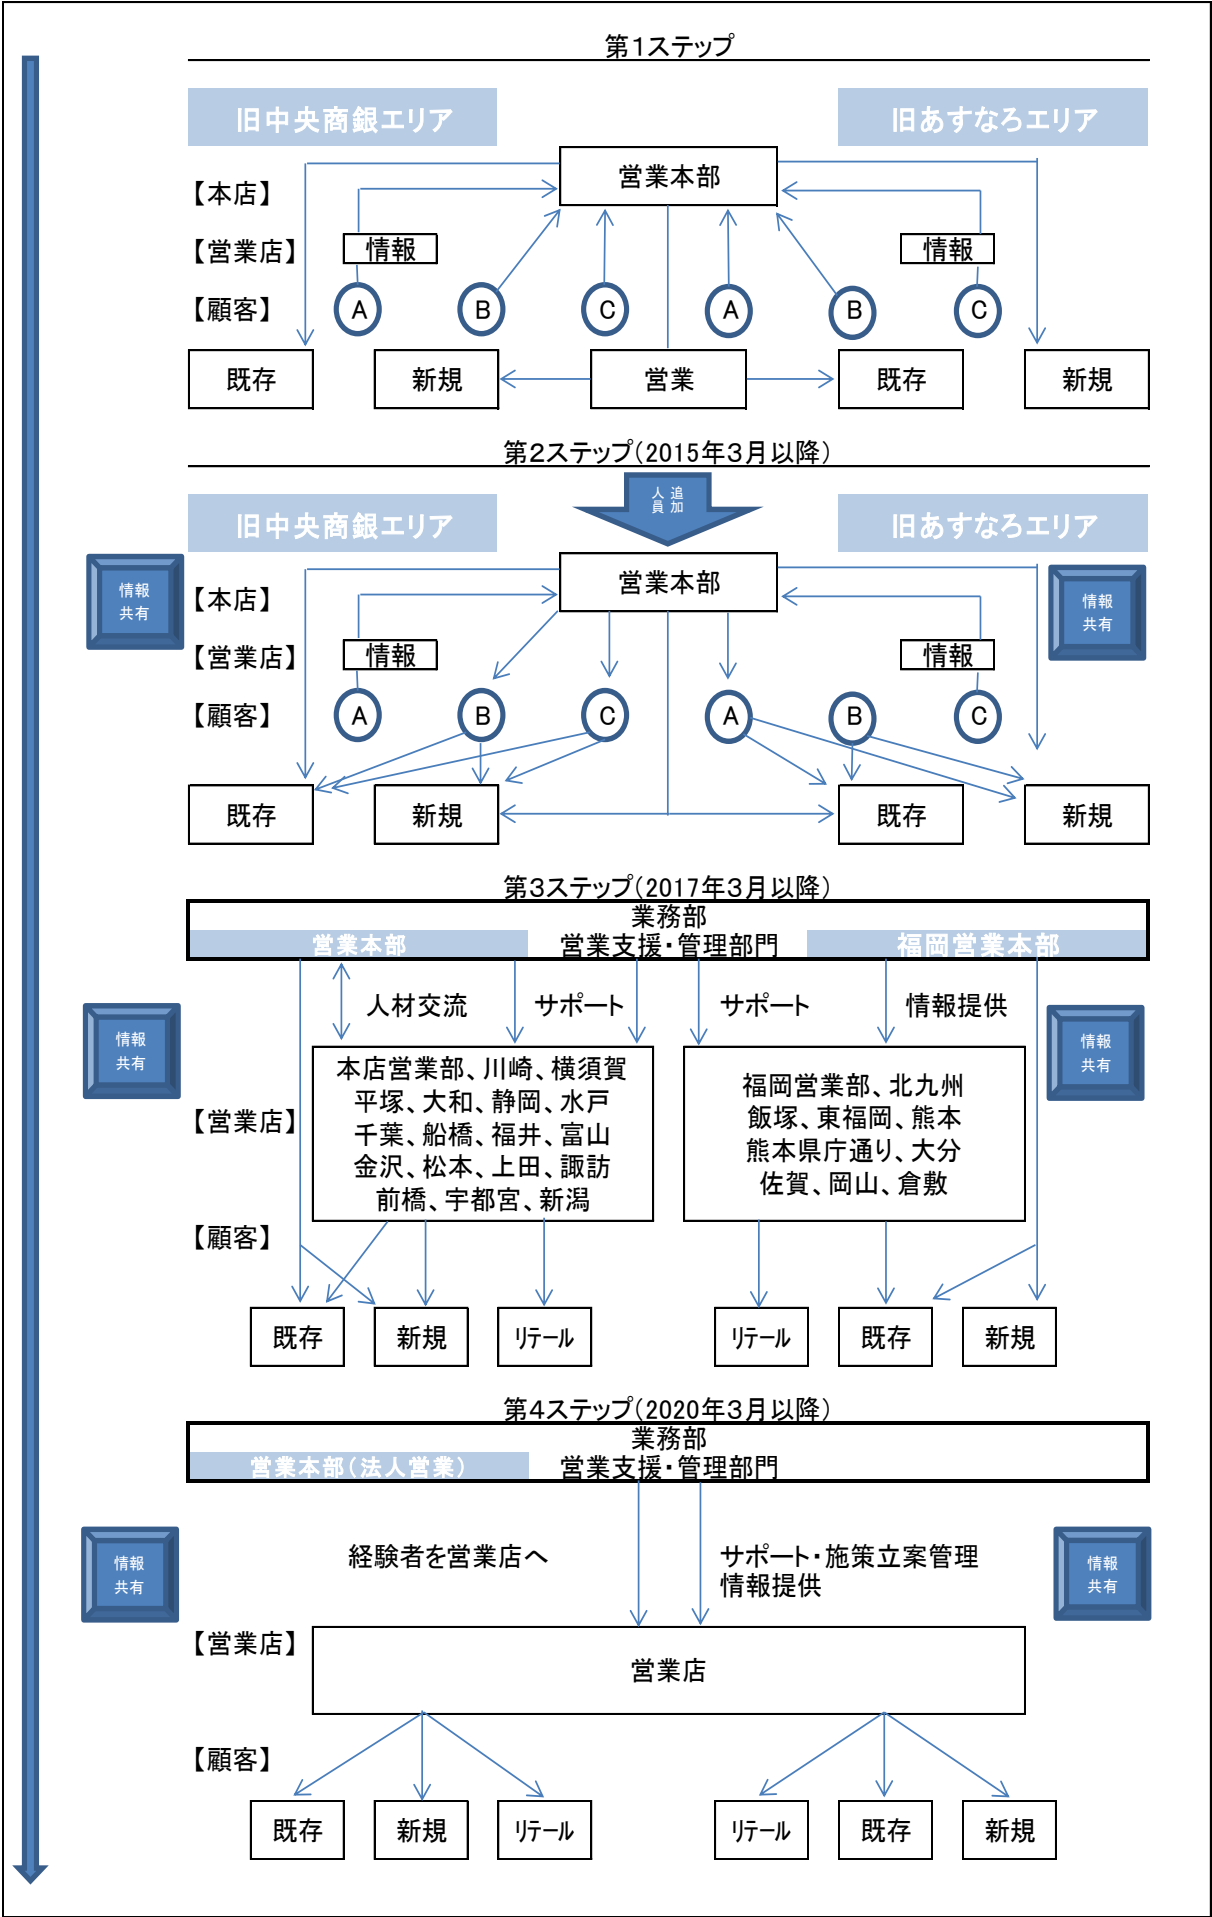 第1ステップ
旧中央商銀エリア
旧あすなろエリア
営業本部
【本店】
【営業店】
情報
情報
【顧客】
A
B
C
A
B
C
既存
新規
営業
既存
新規
第2ステップ(2015年3月以降)
追加
人員
旧中央商銀エリア
旧あすなろエリア
情報
共有
営業本部
情報
共有
【本店】
【営業店】
情報
情報
【顧客】
A
B
C
A
B
C
既存
新規
既存
新規
第3ステップ(2017年3月以降)
業務部
営業本部
営業支援・管理部門
福岡営業本部
人材交流
サポート
サポート
情報提供
情報
共有
情報
共有
【営業店】
本店営業部、川崎、横須賀
平塚、大和、静岡、水戸
千葉、船橋、福井、富山
金沢、松本、上田、諏訪
前橋、宇都宮、新潟
福岡営業部、北九州
飯塚、東福岡、熊本
熊本県庁通り、大分
佐賀、岡山、倉敷
【顧客】
既存
新規
リテール
リテール
既存
新規
第4ステップ(2020年3月以降)
業務部
営業本部(法人営業)
営業支援・管理部門
情報
共有
経験者を営業店へ
サポート・施策立案管理
情報提供
情報
共有
【営業店】
営業店
【顧客】
既存
新規
リテール
リテール
既存
新規